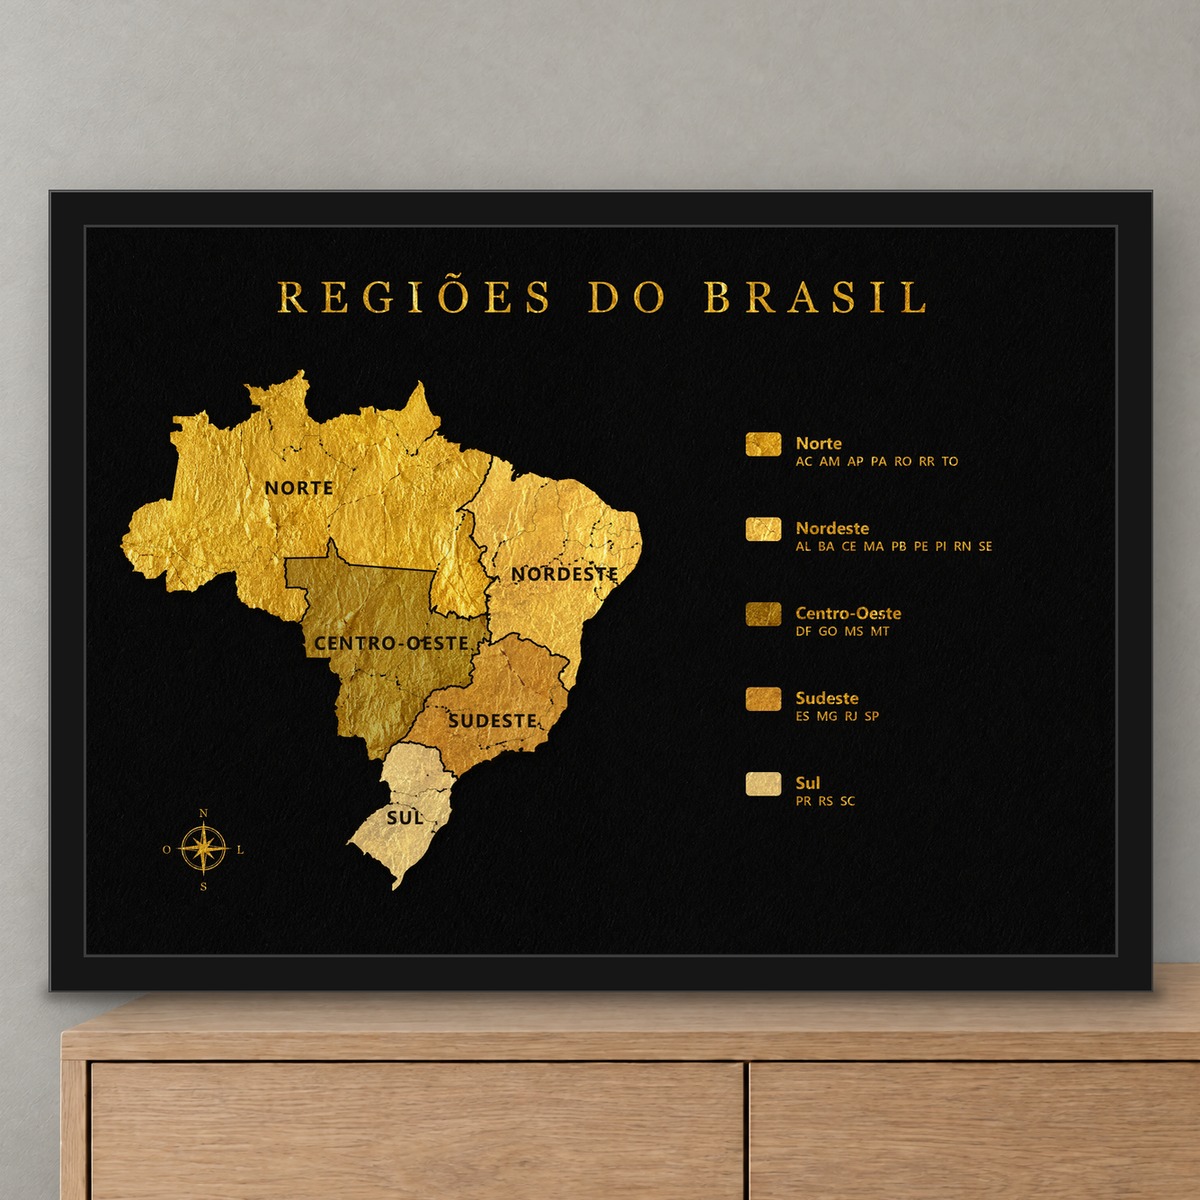 REGIÕES DO BRASIL
NORTE
NORDESTE
CENTRO-OESTE
SUDESTE
SUL
N
O L
S
Norte
AC AM AP PA RO RR TO
Nordeste
AL BA CE MA PB PE PI RN SE
Centro-Oeste
DF GO MS MT
Sudeste
ES MG RJ SP
Sul
PR RS SC